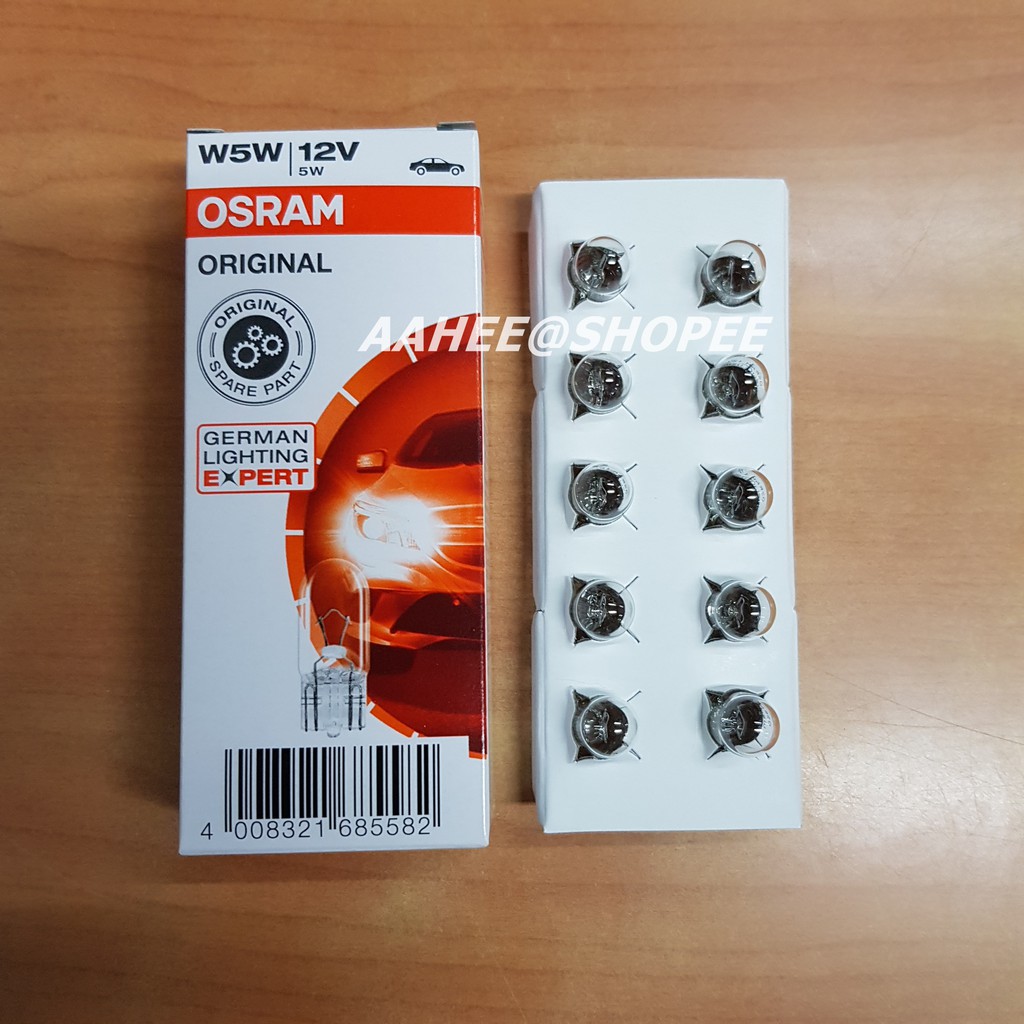 W5W 12V
5W
OSRAM
ORIGINAL
ORIGINAL
SPARE PART
AAHEE@SHOPEE
GERMAN
LIGHTING
EXPERT
4 008321 685582